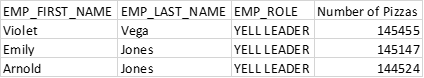 EMP_FIRST_NAME EMP_LAST_NAME EMP_ROLE Number of Pizzas
Violet Vega YELL LEADER 145455
Emily Jones YELL LEADER 145147
Arnold Jones YELL LEADER 144524